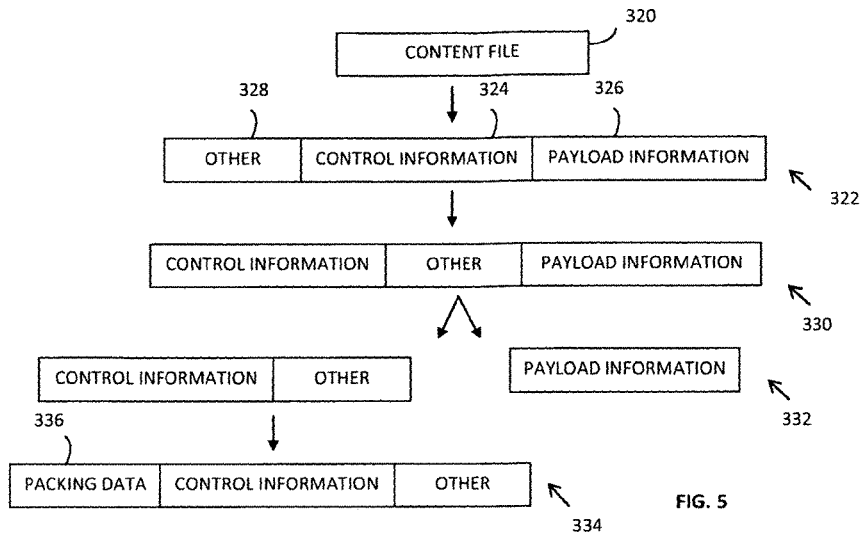 320
CONTENT FILE
328 324 326
OTHER CONTROL INFORMATION PAYLOAD INFORMATION
322
CONTROL INFORMATION OTHER PAYLOAD INFORMATION
330
CONTROL INFORMATION OTHER PAYLOAD INFORMATION
332
336
PACKING DATA CONTROL INFORMATION OTHER
334
FIG. 5